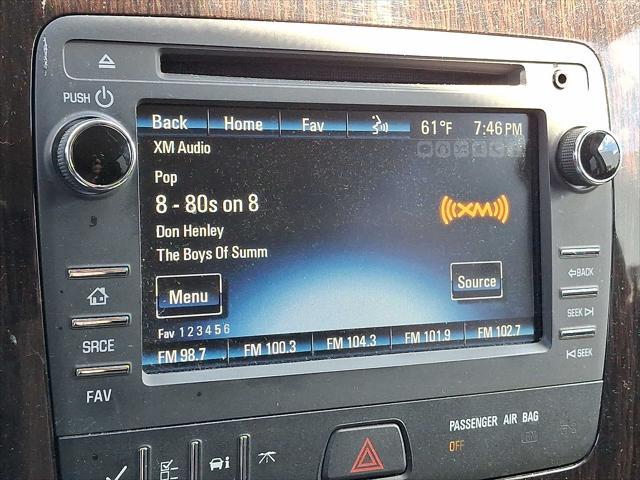 PUSH
Back Home Fav 61°F 7:46 PM
XM Audio
Pop
8 - 80s on 8
XM
Don Henley
The Boys Of Summ
Menu Source
Fav 1 2 3 4 5 6
FM 98.7 FM 100.3 FM 104.3 FM 101.9 FM 102.7
SRCE
FAV
BACK
SEEK
SEEK
PASSENGER AIR BAG
OFF